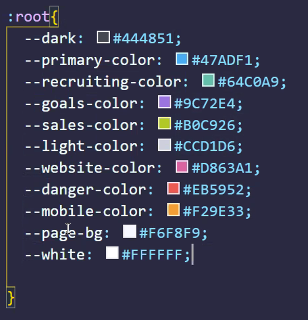 :root{
--dark: #444851;
--primary-color: #47ADF1;
--recruiting-color: #64C0A9;
--goals-color: #9C72E4;
--sales-color: #B0C926;
--light-color: #CCD1D6;
--website-color: #D863A1;
--danger-color: #EB5952;
--mobile-color: #F29E33;
--page-bg: #F6F8F9;
--white: #FFFFFF;
}